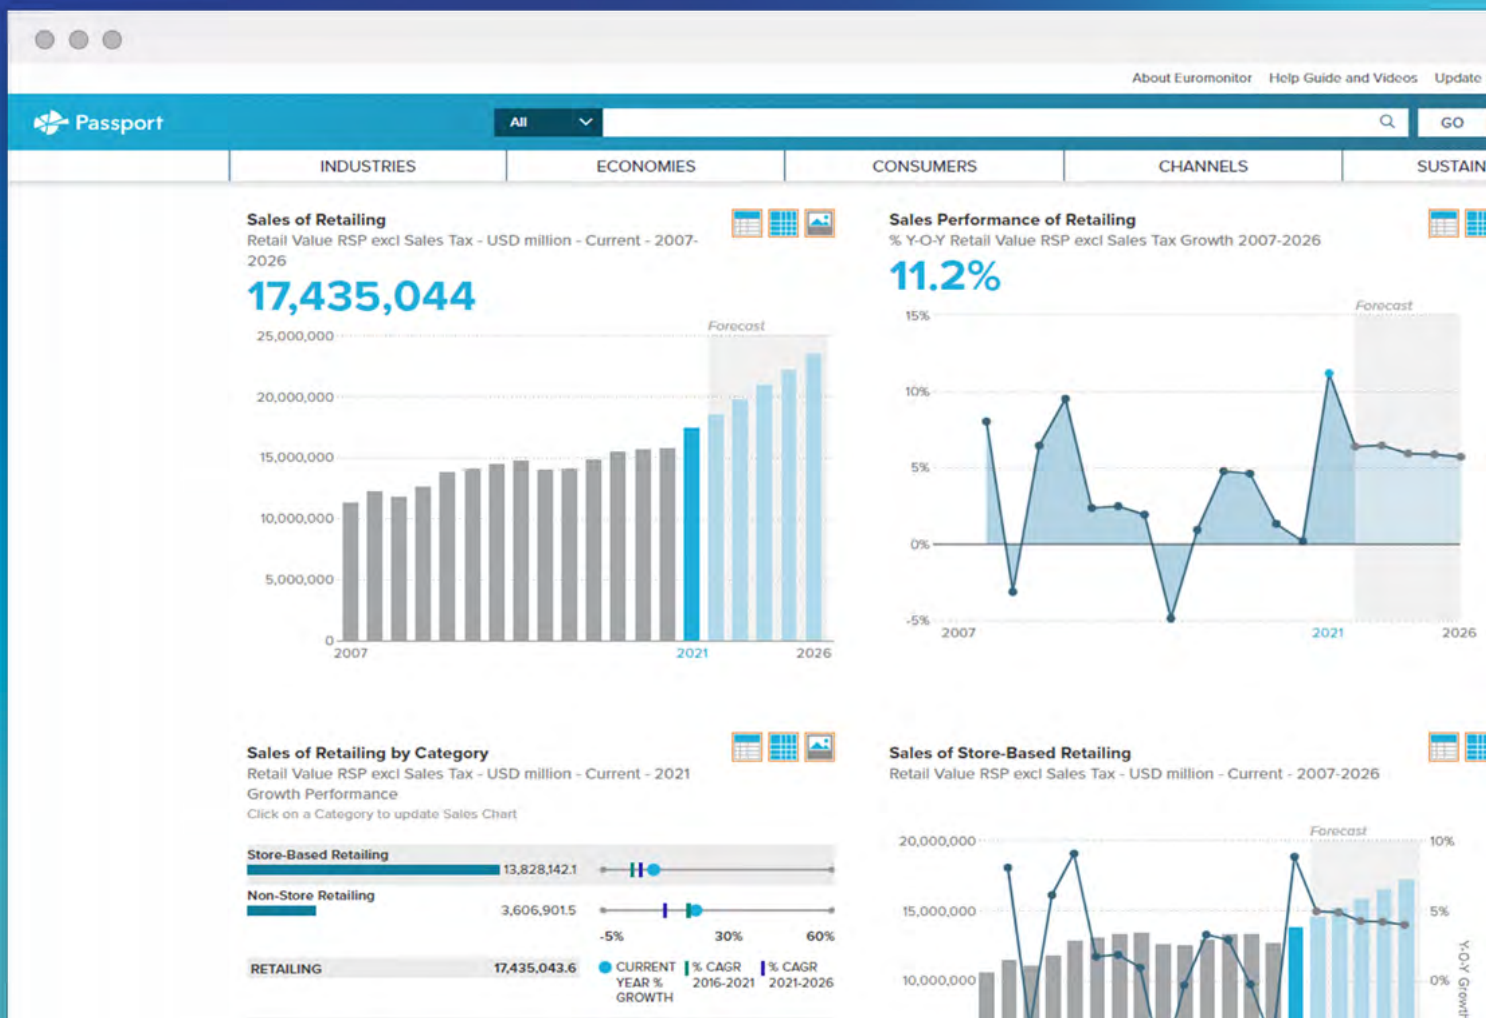 About Euromonitor Help Guide and Videos Update
Passport
All
GO
INDUSTRIES
ECONOMIES
CONSUMERS
CHANNELS
SUSTAIN
Sales of Retailing
Retail Value RSP excl Sales Tax - USD million - Current - 2007-
2026
17,435,044
Forecast
25,000,000
20,000,000
15,000,000
10,000,000
5,000,000
0
2007
2021
2026
Sales Performance of Retailing
% Y-O-Y Retail Value RSP excl Sales Tax Growth 2007-2026
11.2%
Forecast
15%
10%
5%
0%
-5%
2007
2021
2026
Sales of Retailing by Category
Retail Value RSP excl Sales Tax - USD million - Current - 2021
Growth Performance
Click on a Category to update Sales Chart
Store-Based Retailing
13,828,142.1
Non-Store Retailing
3,606,901.5
-5%
30%
60%
RETAILING
17,435,043.6
CURRENT
YEAR %
GROWTH
% CAGR
2016-2021
% CAGR
2021-2026
Sales of Store-Based Retailing
Retail Value RSP excl Sales Tax - USD million - Current - 2007-2026
Forecast
20,000,000
15,000,000
10,000,000
10%
5%
0%
Y-O-Y Growth